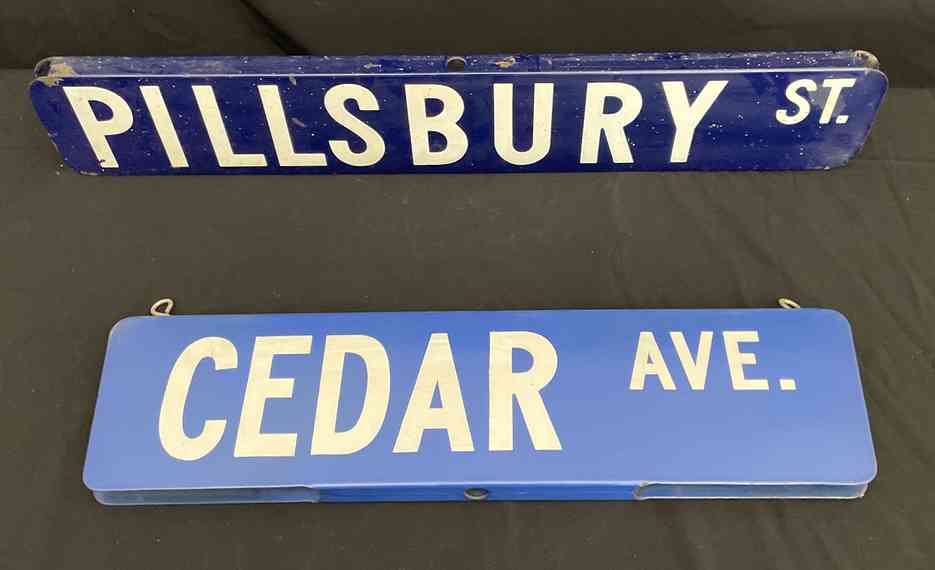 PILLSBURY ST.
CEDAR AVE.